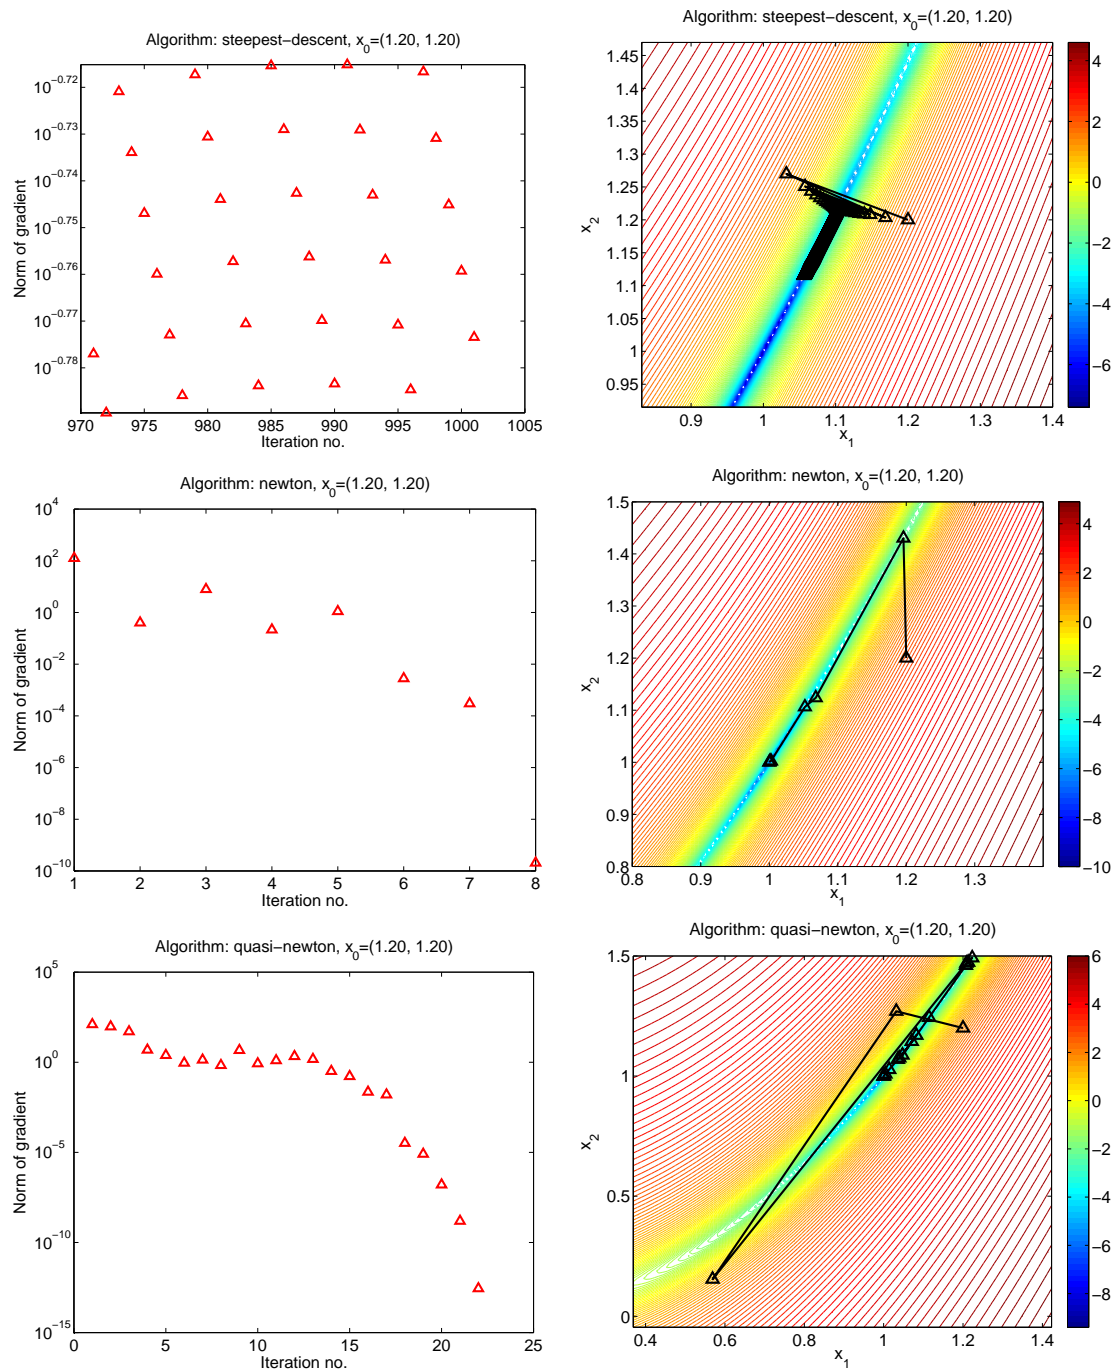 Algorithm: steepest−descent, x0=(1.20, 1.20)
10−0.72
10−0.73
10−0.74
10−0.75
10−0.76
10−0.77
10−0.78
Norm of gradient
970 975 980 985 990 995 1000 1005
Iteration no.
Algorithm: steepest−descent, x0=(1.20, 1.20)
1.45
1.4
1.35
1.3
1.25
1.2
1.15
1.1
1.05
1
0.95
x2
0.9 1 1.1 1.2 1.3 1.4
x1
4
2
0
−2
−4
−6
Algorithm: newton, x0=(1.20, 1.20)
104
102
100
10−2
10−4
10−6
10−8
10−10
Norm of gradient
1 2 3 4 5 6 7 8
Iteration no.
Algorithm: newton, x0=(1.20, 1.20)
1.5
1.4
1.3
1.2
1.1
1
0.9
0.8
x2
0.8 0.9 1 1.1 1.2 1.3
x1
4
2
0
−2
−4
−6
−8
−10
Algorithm: quasi−newton, x0=(1.20, 1.20)
105
100
10−5
10−10
10−15
Norm of gradient
0 5 10 15 20 25
Iteration no.
Algorithm: quasi−newton, x0=(1.20, 1.20)
1.5
1
0.5
0
x2
0.4 0.6 0.8 1 1.2 1.4
x1
6
4
2
0
−2
−4
−6
−8